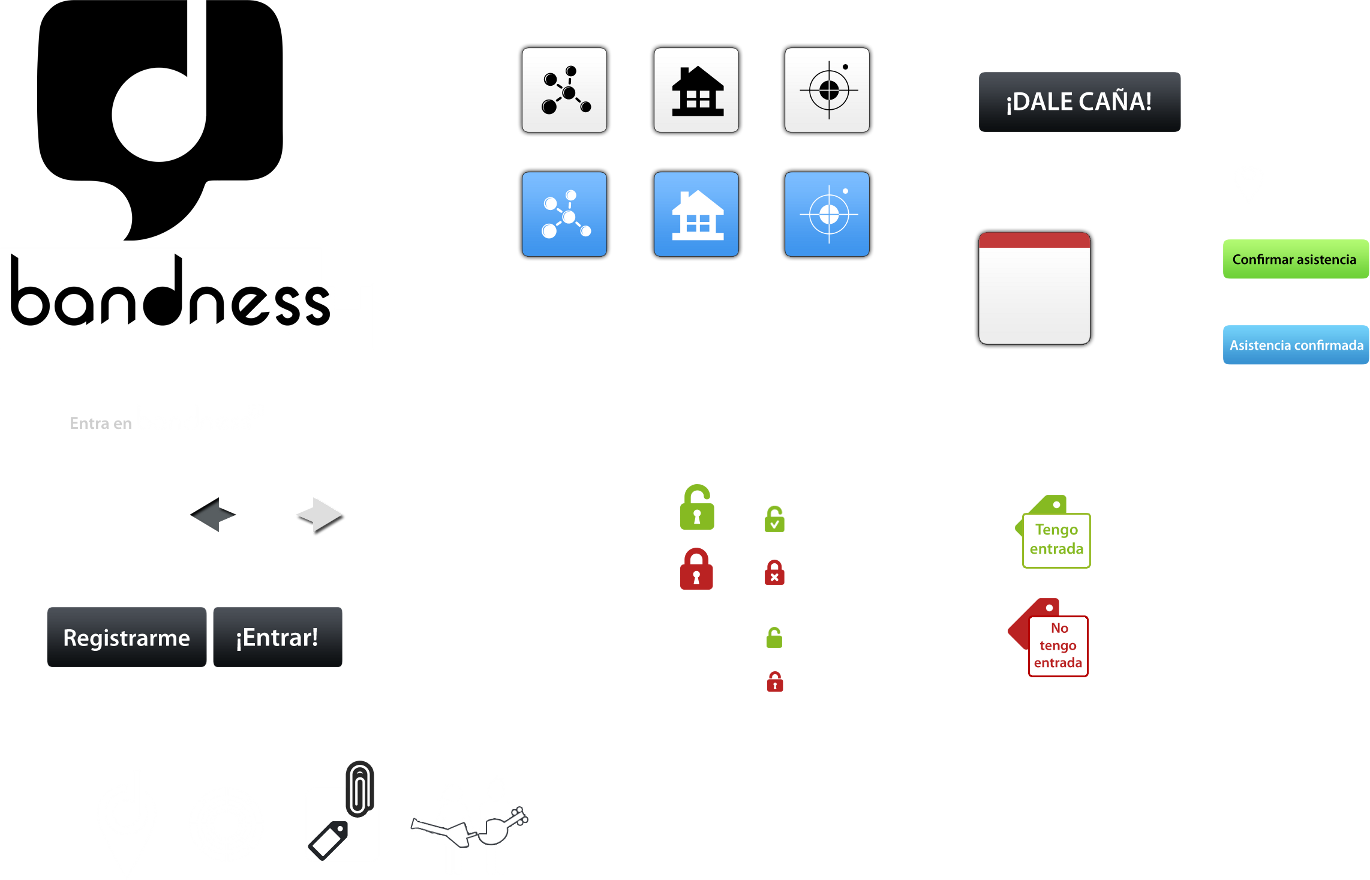 bandness
¡DALE CAÑA!
Confirmar asistencia
Asistencia confirmada
Entra en
Tengo
entrada
Registrarme
¡Entrar!
No
tengo
entrada